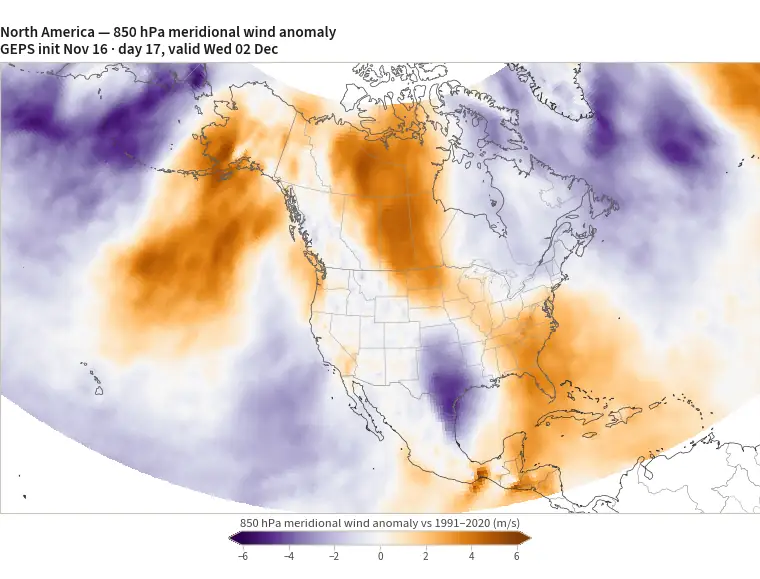 North America — 850 hPa meridional wind anomaly
GEPS init Nov 16 · day 17, valid Wed 02 Dec
850 hPa meridional wind anomaly vs 1991–2020 (m/s)
−6 −4 −2 0 2 4 6